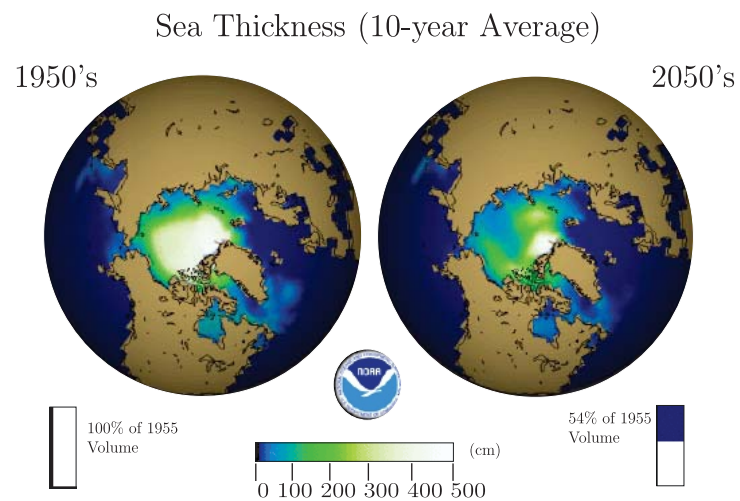 Sea Thickness (10-year Average)
1950's
2050's
NOAA
100% of 1955
Volume
54% of 1955
Volume
(cm)
0 100 200 300 400 500